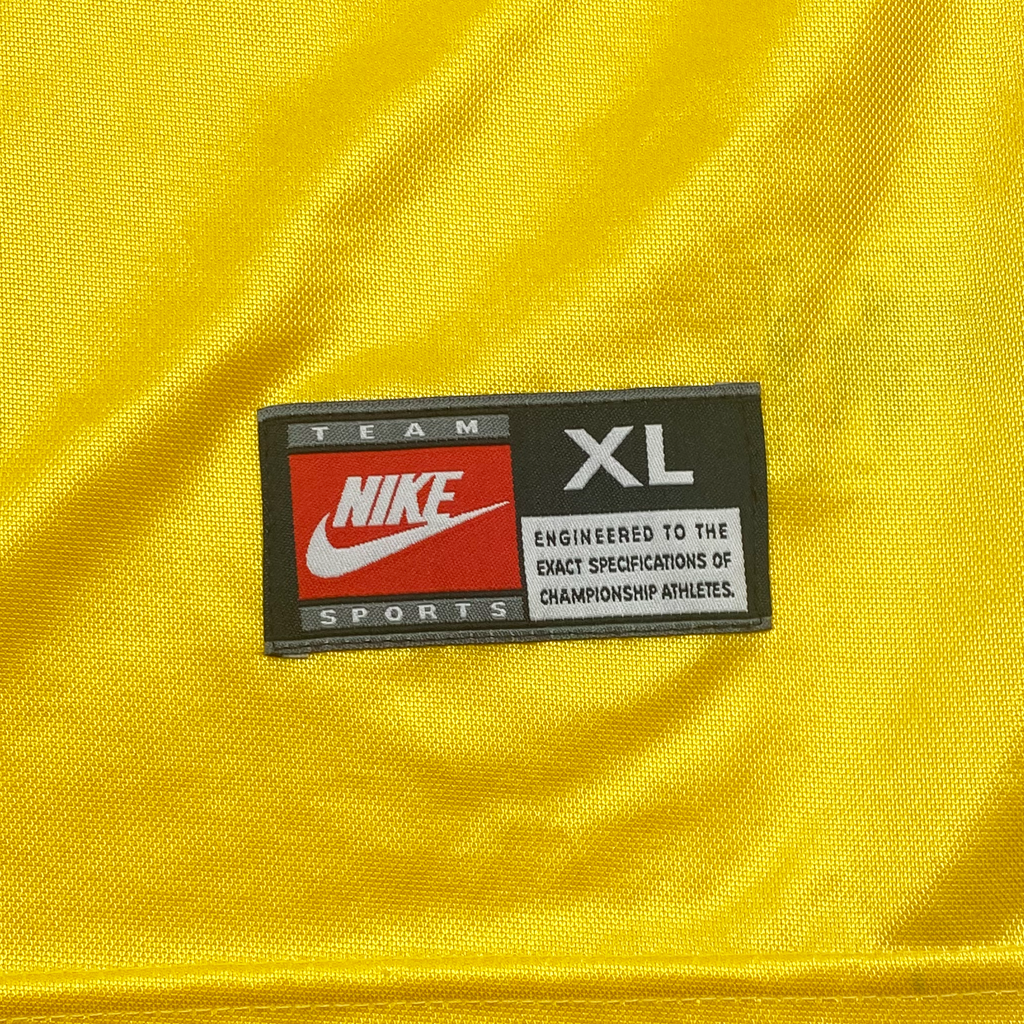 TEAM
NIKE
SPORTS
XL
ENGINEERED TO THE
EXACT SPECIFICATIONS OF
CHAMPIONSHIP ATHLETES.